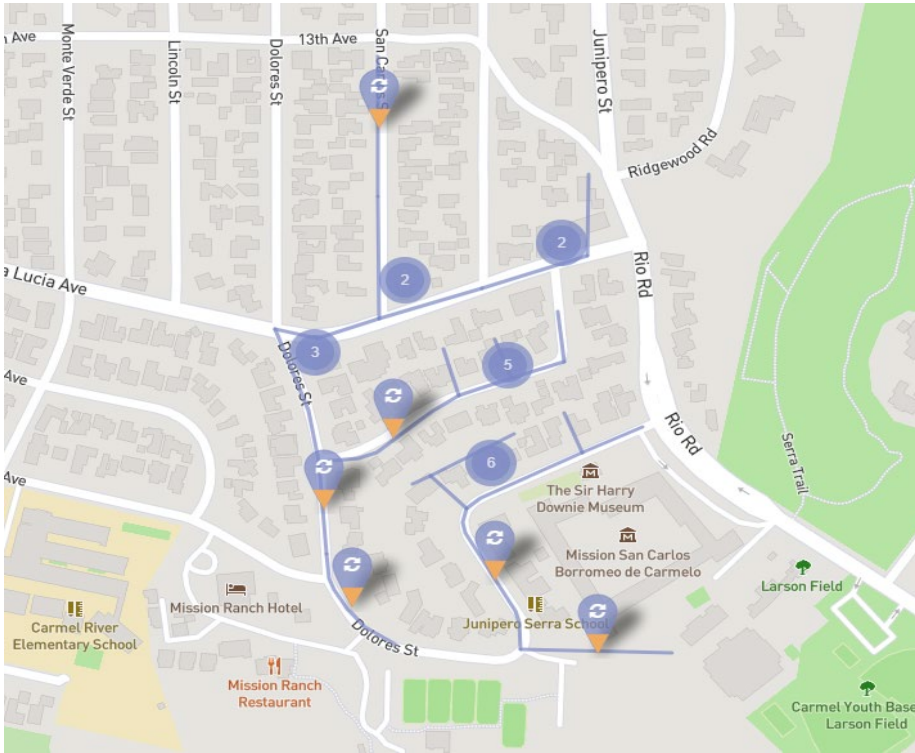 n Ave
13th Ave
Monte Verde St
Lincoln St
Dolores St
San Carlos St
Junipero St
Ridgewood Rd
a Lucia Ave
2
2
Rio Rd
3
Dolores St
5
Ave
6
Rio Rd
Serra Trail
The Sir Harry
Downie Museum
Ave
Mission San Carlos
Borromeo de Carmelo
Larson Field
Mission Ranch Hotel
Carmel River
Elementary School
Junipero Serra School
Dolores St
Mission Ranch
Restaurant
Carmel Youth Base
Larson Field